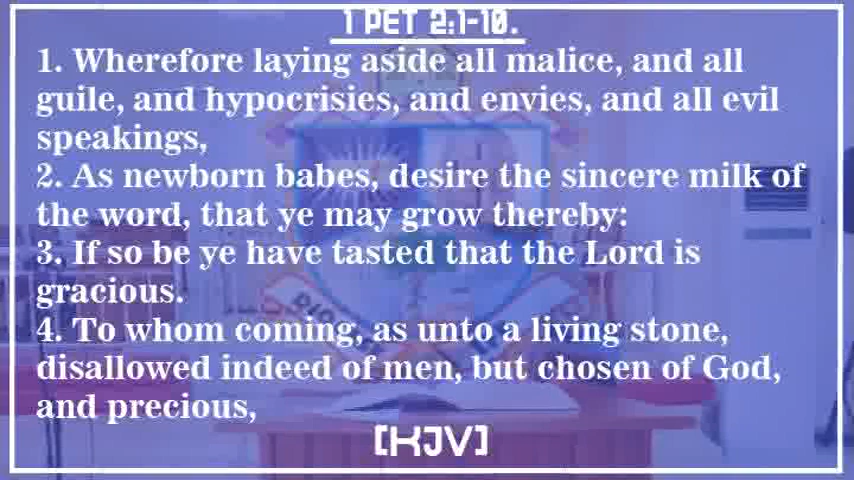 1 PET 2:1-10.
1. Wherefore laying aside all malice, and all
guile, and hypocrisies, and envies, and all evil
speakings,
2. As newborn babes, desire the sincere milk of
the word, that ye may grow thereby:
3. If so be ye have tasted that the Lord is
gracious.
4. To whom coming, as unto a living stone,
disallowed indeed of men, but chosen of God,
and precious,
[KJV]